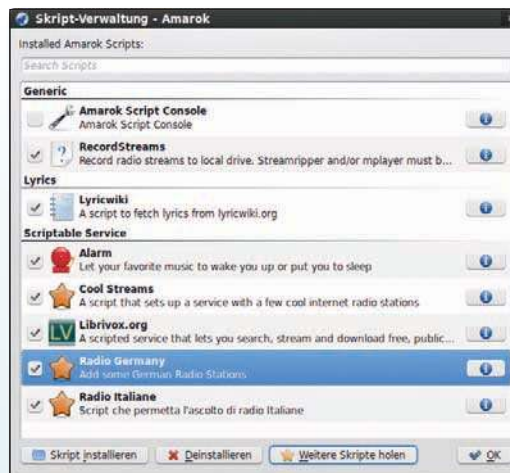 Skript-Verwaltung - Amarok
Installed Amarok Scripts:
Search Scripts
Generic
Amarok Script Console
Amarok Script Console
RecordStreams
Record radio streams to local drive. Streamripper and/or mplayer must b...
Lyrics
Lyricwiki
A script to fetch lyrics from lyricwiki.org
Scriptable Service
Alarm
Let your favorite music to wake you up or put you to sleep
Cool Streams
A script that sets up a service with a few cool internet radio stations
LV
Librivox.org
A scripted service that lets you search, stream and download free, public...
Radio Germany
Add some German Radio Stations
Radio Italiane
Script che permetta l'ascolto di radio Italiane
Skript installieren
Deinstallieren
Weitere Skripte holen
OK